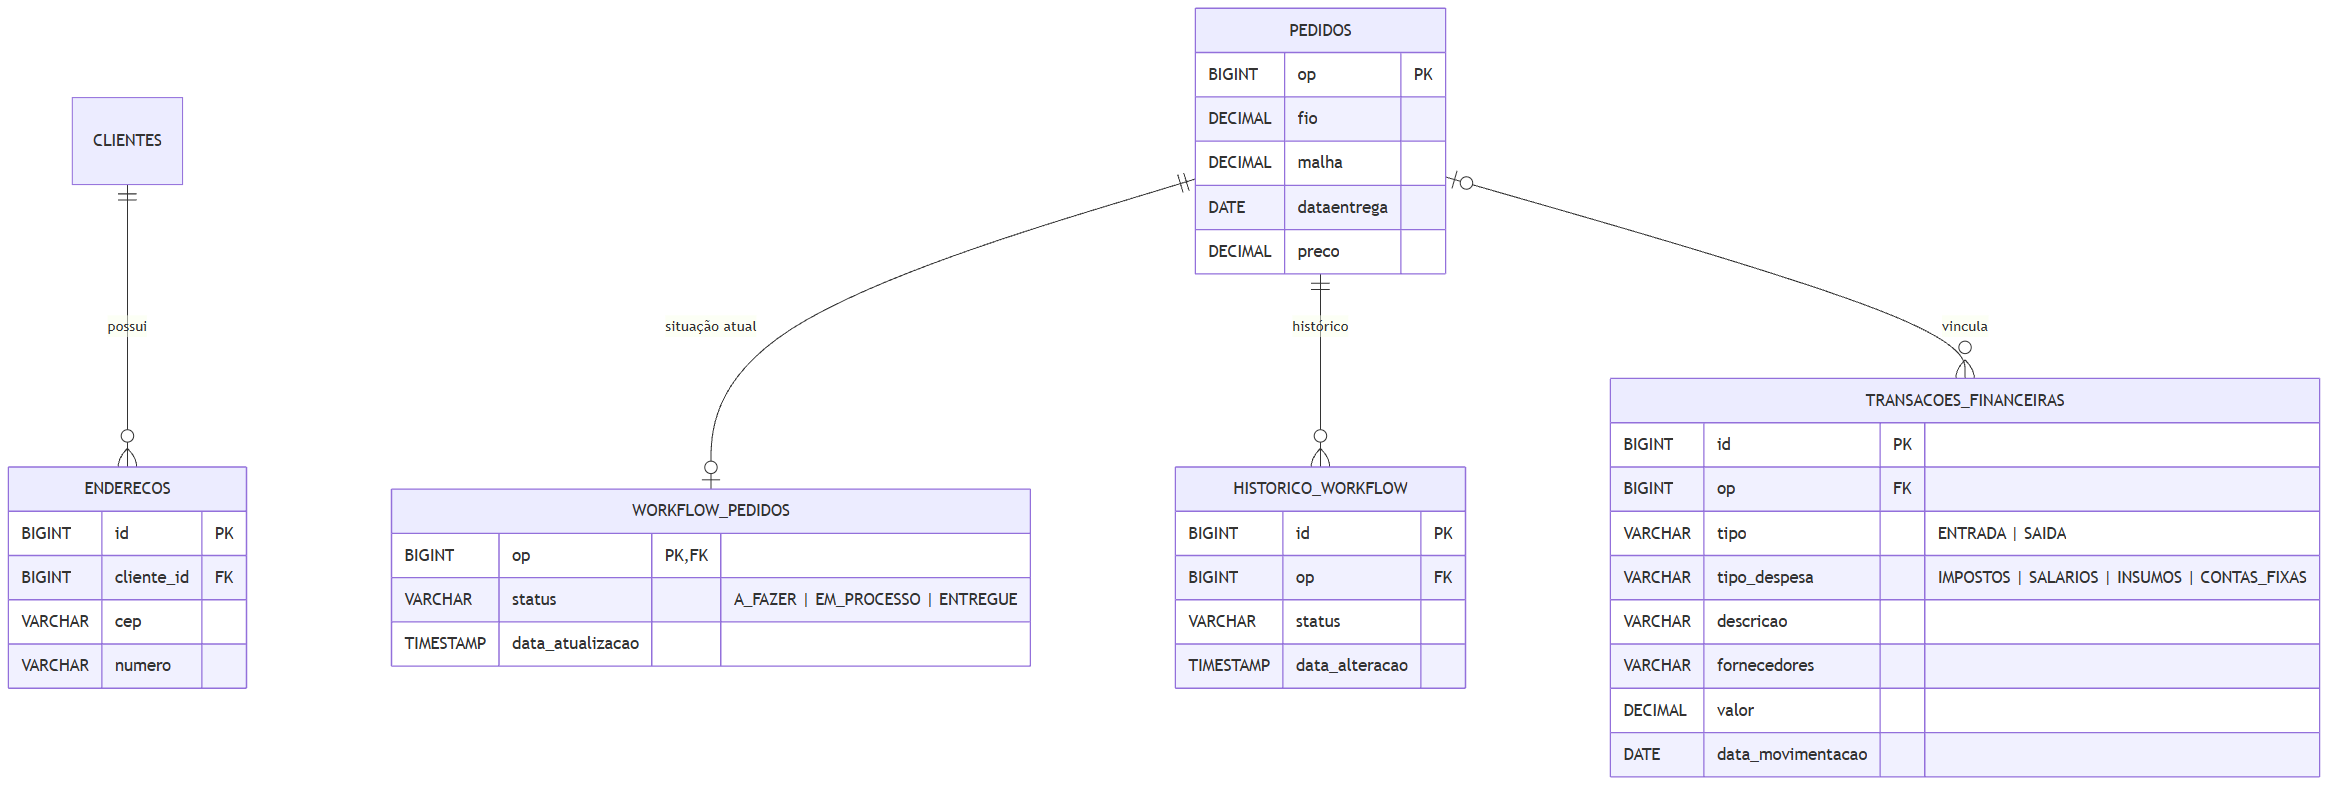 PEDIDOS
BIGINT op PK
DECIMAL fio
DECIMAL malha
DATE dataentrega
DECIMAL preco
CLIENTES
possui
situação atual
histórico
vincula
ENDERECOS
BIGINT id PK
BIGINT cliente_id FK
VARCHAR cep
VARCHAR numero
WORKFLOW_PEDIDOS
BIGINT op PK,FK
VARCHAR status A_FAZER | EM_PROCESSO | ENTREGUE
TIMESTAMP data_atualizacao
HISTORICO_WORKFLOW
BIGINT id PK
BIGINT op FK
VARCHAR status
TIMESTAMP data_alteracao
TRANSACOES_FINANCEIRAS
BIGINT id PK
BIGINT op FK
VARCHAR tipo ENTRADA | SAIDA
VARCHAR tipo_despesa IMPOSTOS | SALARIOS | INSUMOS | CONTAS_FIXAS
VARCHAR descricao
VARCHAR fornecedores
DECIMAL valor
DATE data_movimentacao